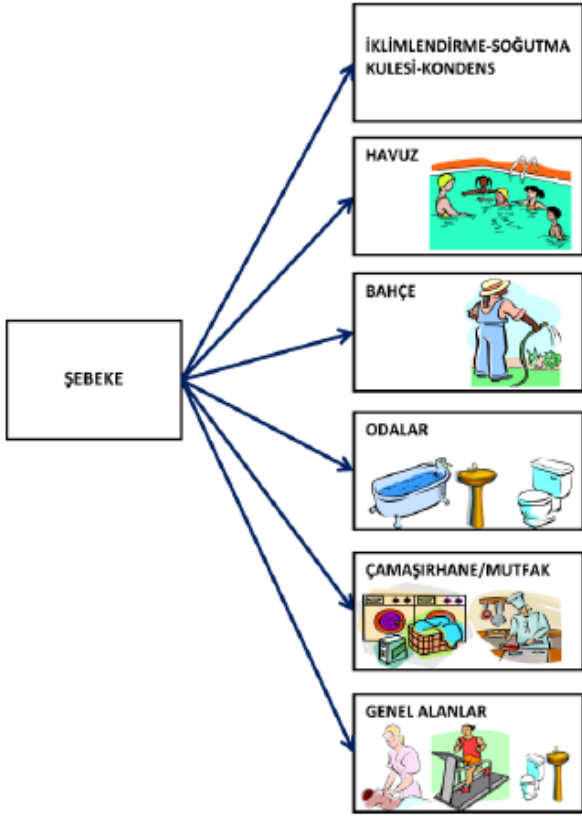 İKLİMLENDİRME-SOĞUTMA
KULESİ-KONDENS
HAVUZ
BAHÇE
ŞEBEKE
ODALAR
ÇAMAŞIRHANE/MUTFAK
GENEL ALANLAR